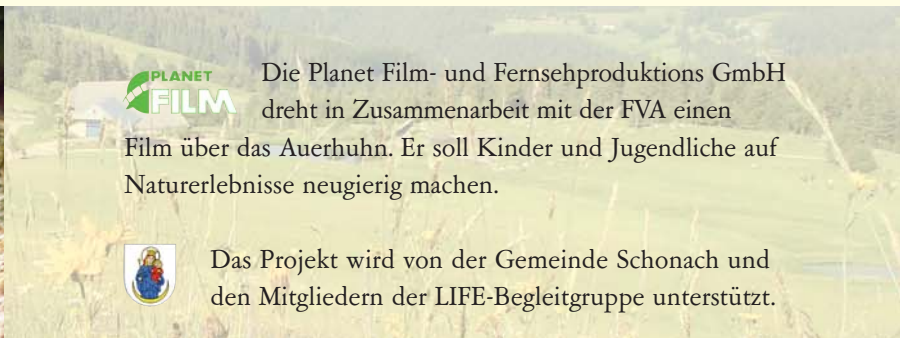 PLANET
FILM
Die Planet Film- und Fernsehproduktions GmbH
dreht in Zusammenarbeit mit der FVA einen
Film über das Auerhuhn. Er soll Kinder und Jugendliche auf
Naturerlebnisse neugierig machen.
Das Projekt wird von der Gemeinde Schonach und
den Mitgliedern der LIFE-Begleitgruppe unterstützt.